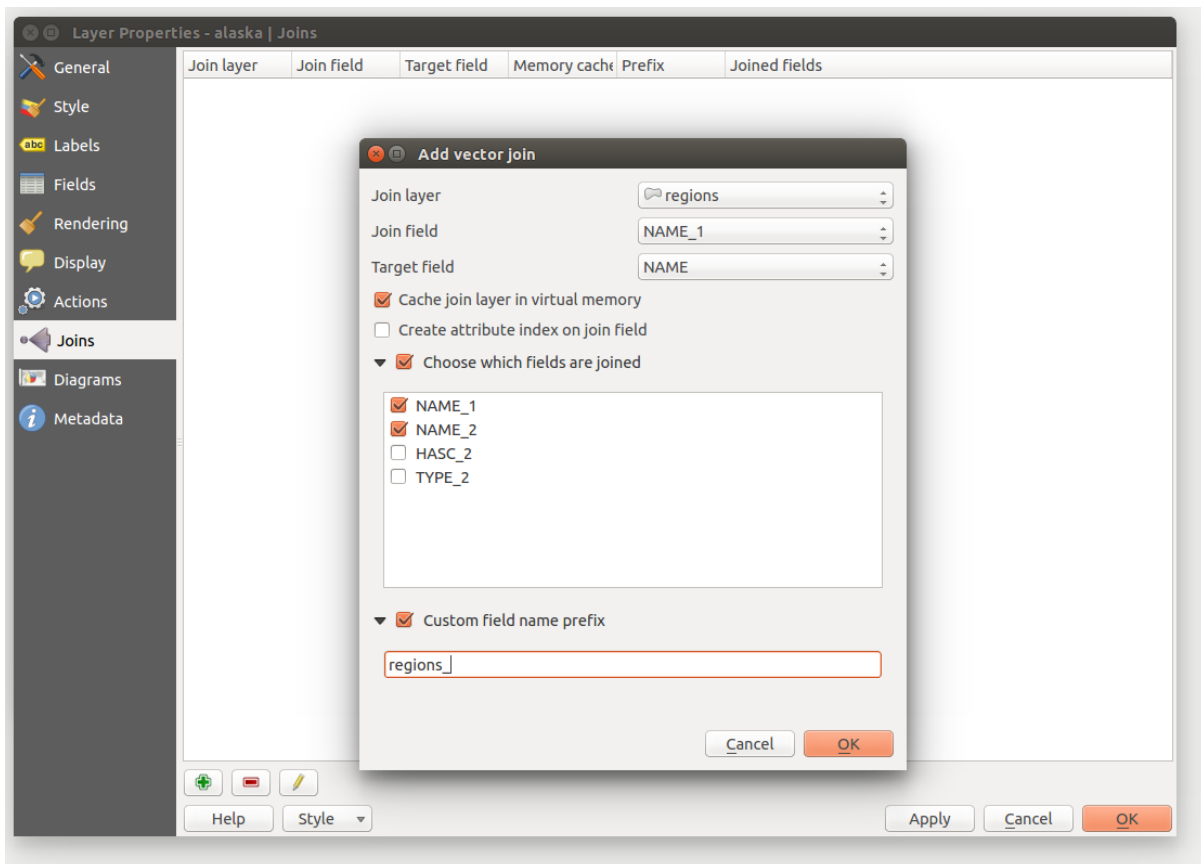 Layer Properties - alaska | Joins
General
Style
abc Labels
Fields
Rendering
Display
Actions
Joins
Diagrams
Metadata
Join layer Join field Target field Memory cache Prefix Joined fields
Add vector join
Join layer regions
Join field NAME_1
Target field NAME
Cache join layer in virtual memory
Create attribute index on join field
Choose which fields are joined
NAME_1
NAME_2
HASC_2
TYPE_2
Custom field name prefix
regions_
Cancel OK
Help Style Apply Cancel OK